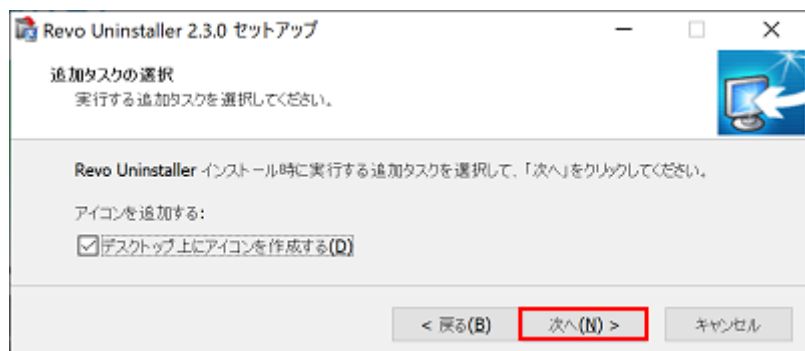 Revo Uninstaller 2.3.0 セットアップ
追加タスクの選択
実行する追加タスクを選択してください。
Revo Uninstaller インストール時に実行する追加タスクを選択して、「次へ」をクリックしてください。
アイコンを追加する:
デスクトップ上にアイコンを作成する(D)
< 戻る(B) 次へ(N) > キャンセル